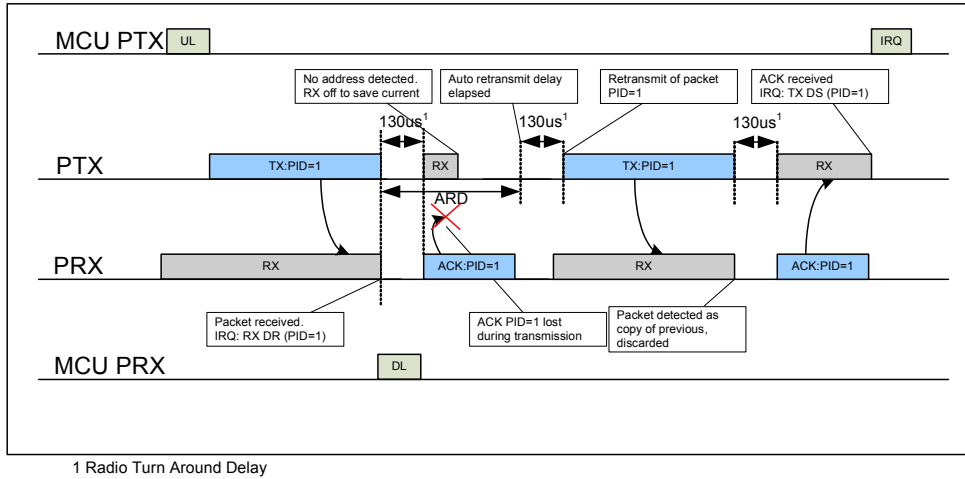 MCU PTX
UL
IRQ
No address detected.
RX off to save current
Auto retransmit delay
elapsed
Retransmit of packet
PID=1
ACK received
IRQ: TX DS (PID=1)
130us1
130us1
130us1
PTX
TX:PID=1
RX
TX:PID=1
RX
ARD
PRX
RX
ACK:PID=1
RX
ACK:PID=1
Packet received.
IRQ: RX DR (PID=1)
ACK PID=1 lost
during transmission
Packet detected as
copy of previous,
discarded
MCU PRX
DL
1 Radio Turn Around Delay